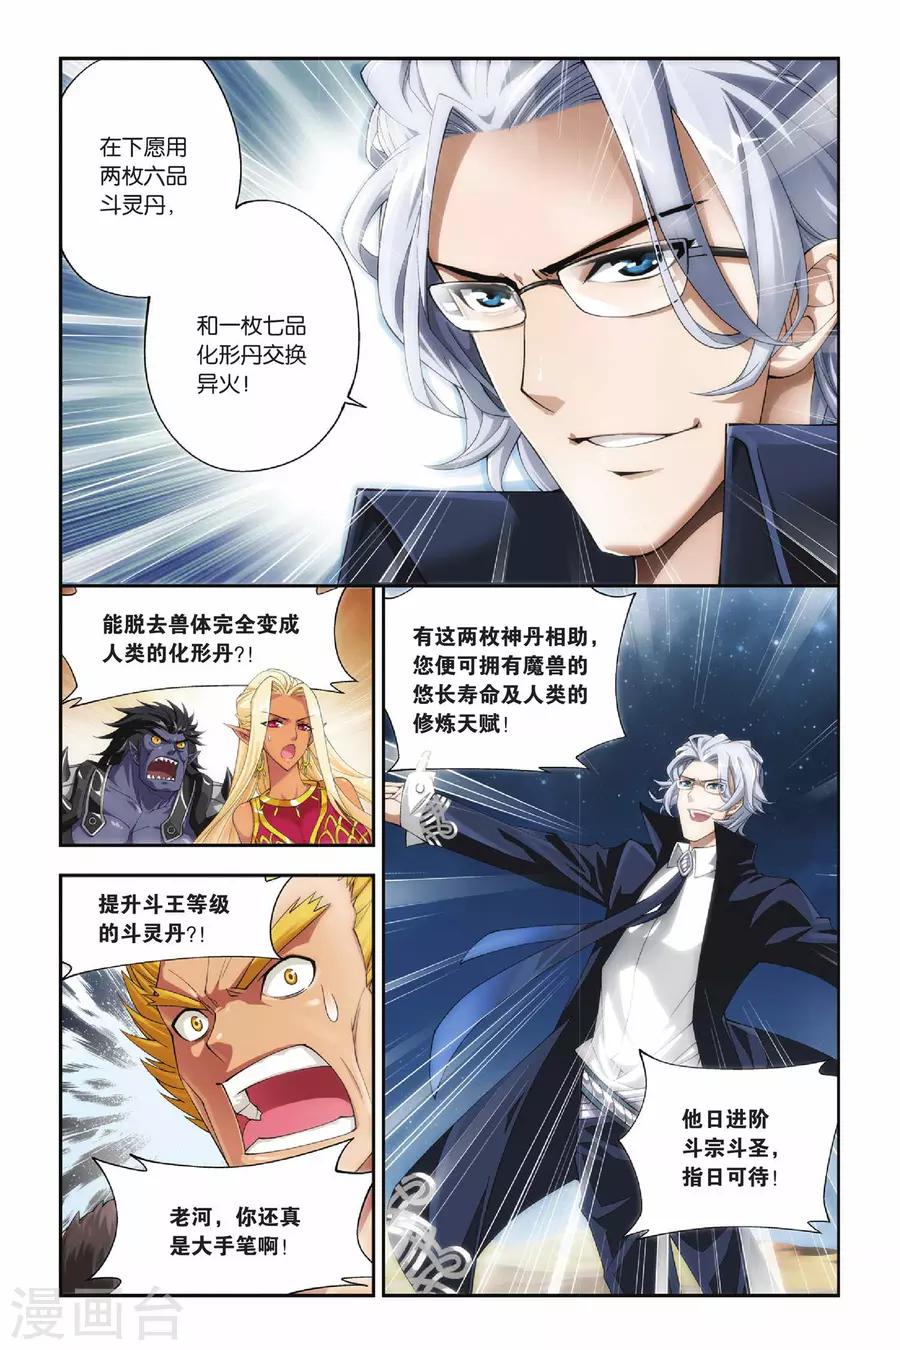 在下愿用
两枚六品
斗灵丹，
和一枚七品
化形丹交换
异火！
能脱去兽体完全变成
人类的化形丹？！
有这两枚神丹相助，
您便可拥有魔兽的
悠长寿命及人类的
修炼天赋！
提升斗王等级
的斗灵丹？！
老河，你还真
是大手笔啊！
他日进阶
斗宗斗圣，
指日可待！
漫画台